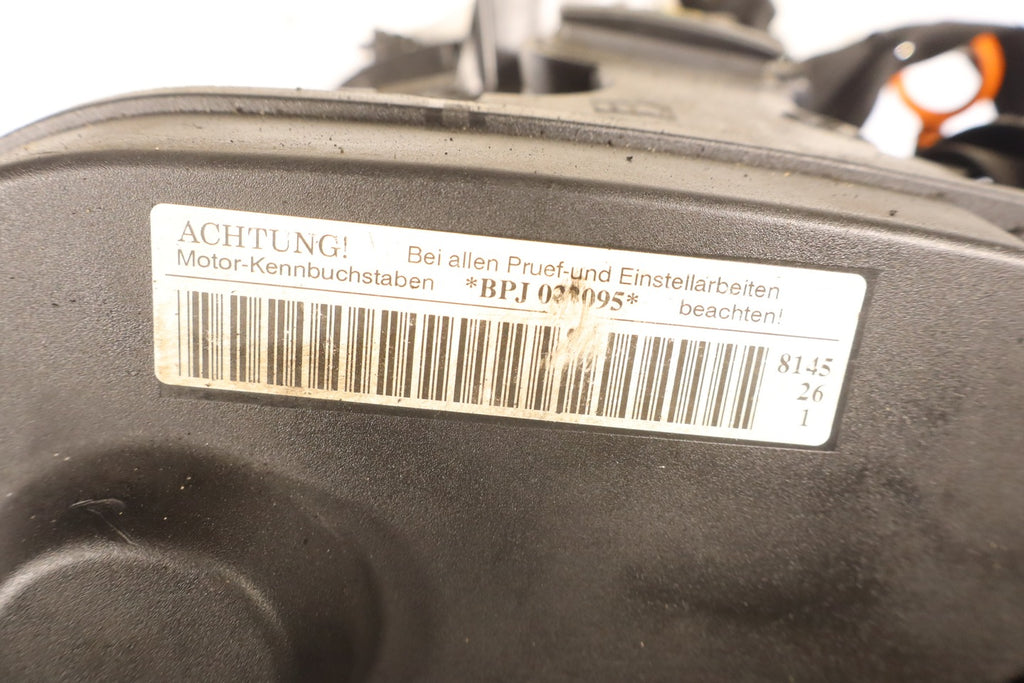 ACHTUNG! Bei allen Pruef-und Einstellarbeiten
Motor-Kennbuchstaben *BPJ beachten!
8145
26
1